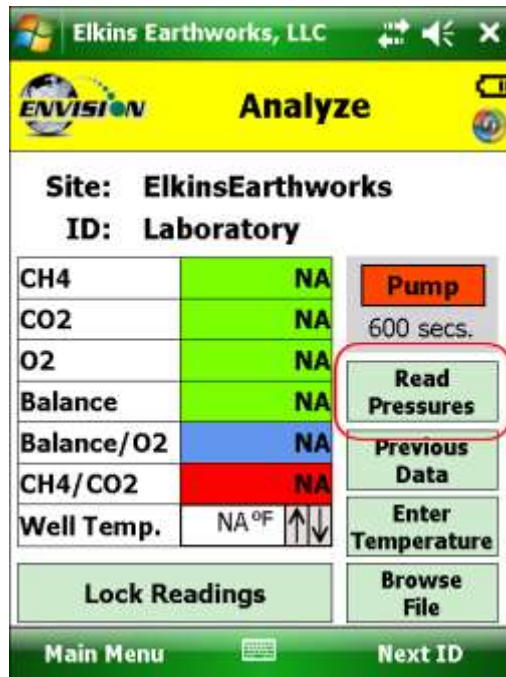 Elkins Earthworks, LLC
ENVISION
Analyze
Site: ElkinsEarthworks
ID: Laboratory
CH4 NA
CO2 NA
O2 NA
Balance NA
Balance/O2 NA
CH4/CO2 NA
Well Temp. NA °F
Pump
600 secs.
Read
Pressures
Previous
Data
Enter
Temperature
Browse
File
Lock Readings
Main Menu
Next ID